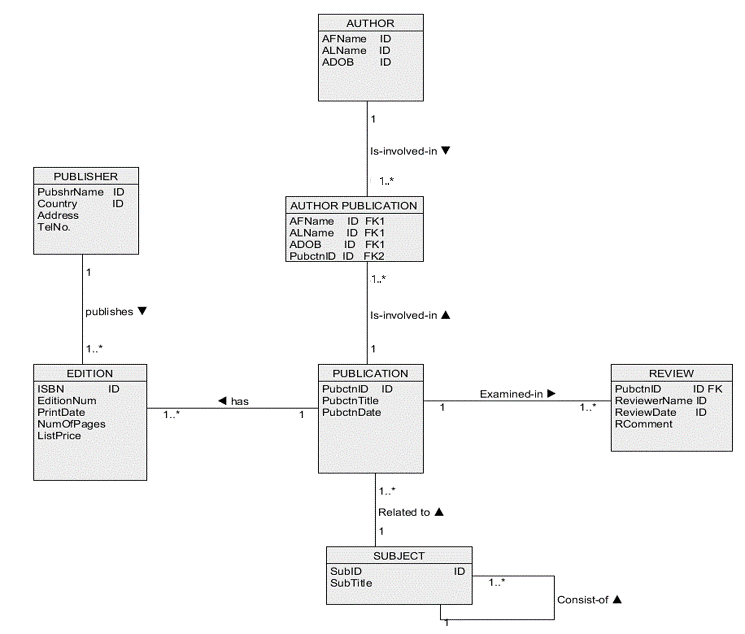 AUTHOR
AFName ID
ALName ID
ADOB ID
1
Is-involved-in ▼
1..*
PUBLISHER
PubshrName ID
Country ID
Address
TelNo.
AUTHOR PUBLICATION
AFName ID FK1
ALName ID FK1
ADOB ID FK1
PubctnID ID FK2
1
publishes ▼
1..*
1..*
Is-involved-in ▲
1
EDITION
ISBN ID
EditionNum
PrintDate
NumOfPages
ListPrice
◀ has
1..*
1
PUBLICATION
PubctnID ID
PubctnTitle
PubctnDate
Examined-in ▶
1
1..*
REVIEW
PubctnID ID FK
ReviewerName ID
ReviewDate ID
RComment
1..*
Related to ▲
1
SUBJECT
SubID ID
SubTitle
1..*
Consist-of ▲
1